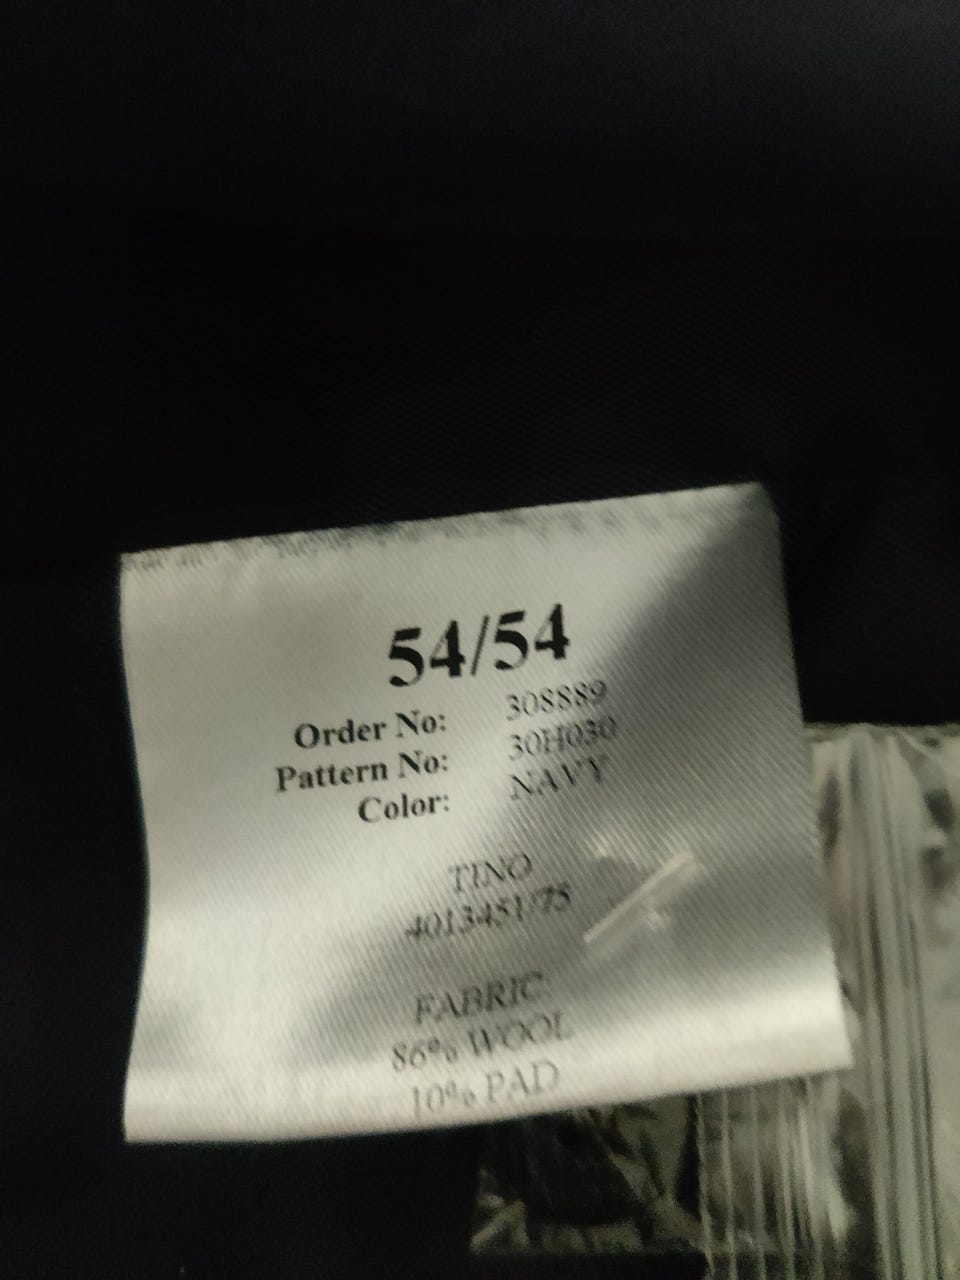 54/54
Order No: 308889
Pattern No: 30H030
Color: NAVY
TINO
4013451/75
FABRIC:
86% WOOL
10% PAD